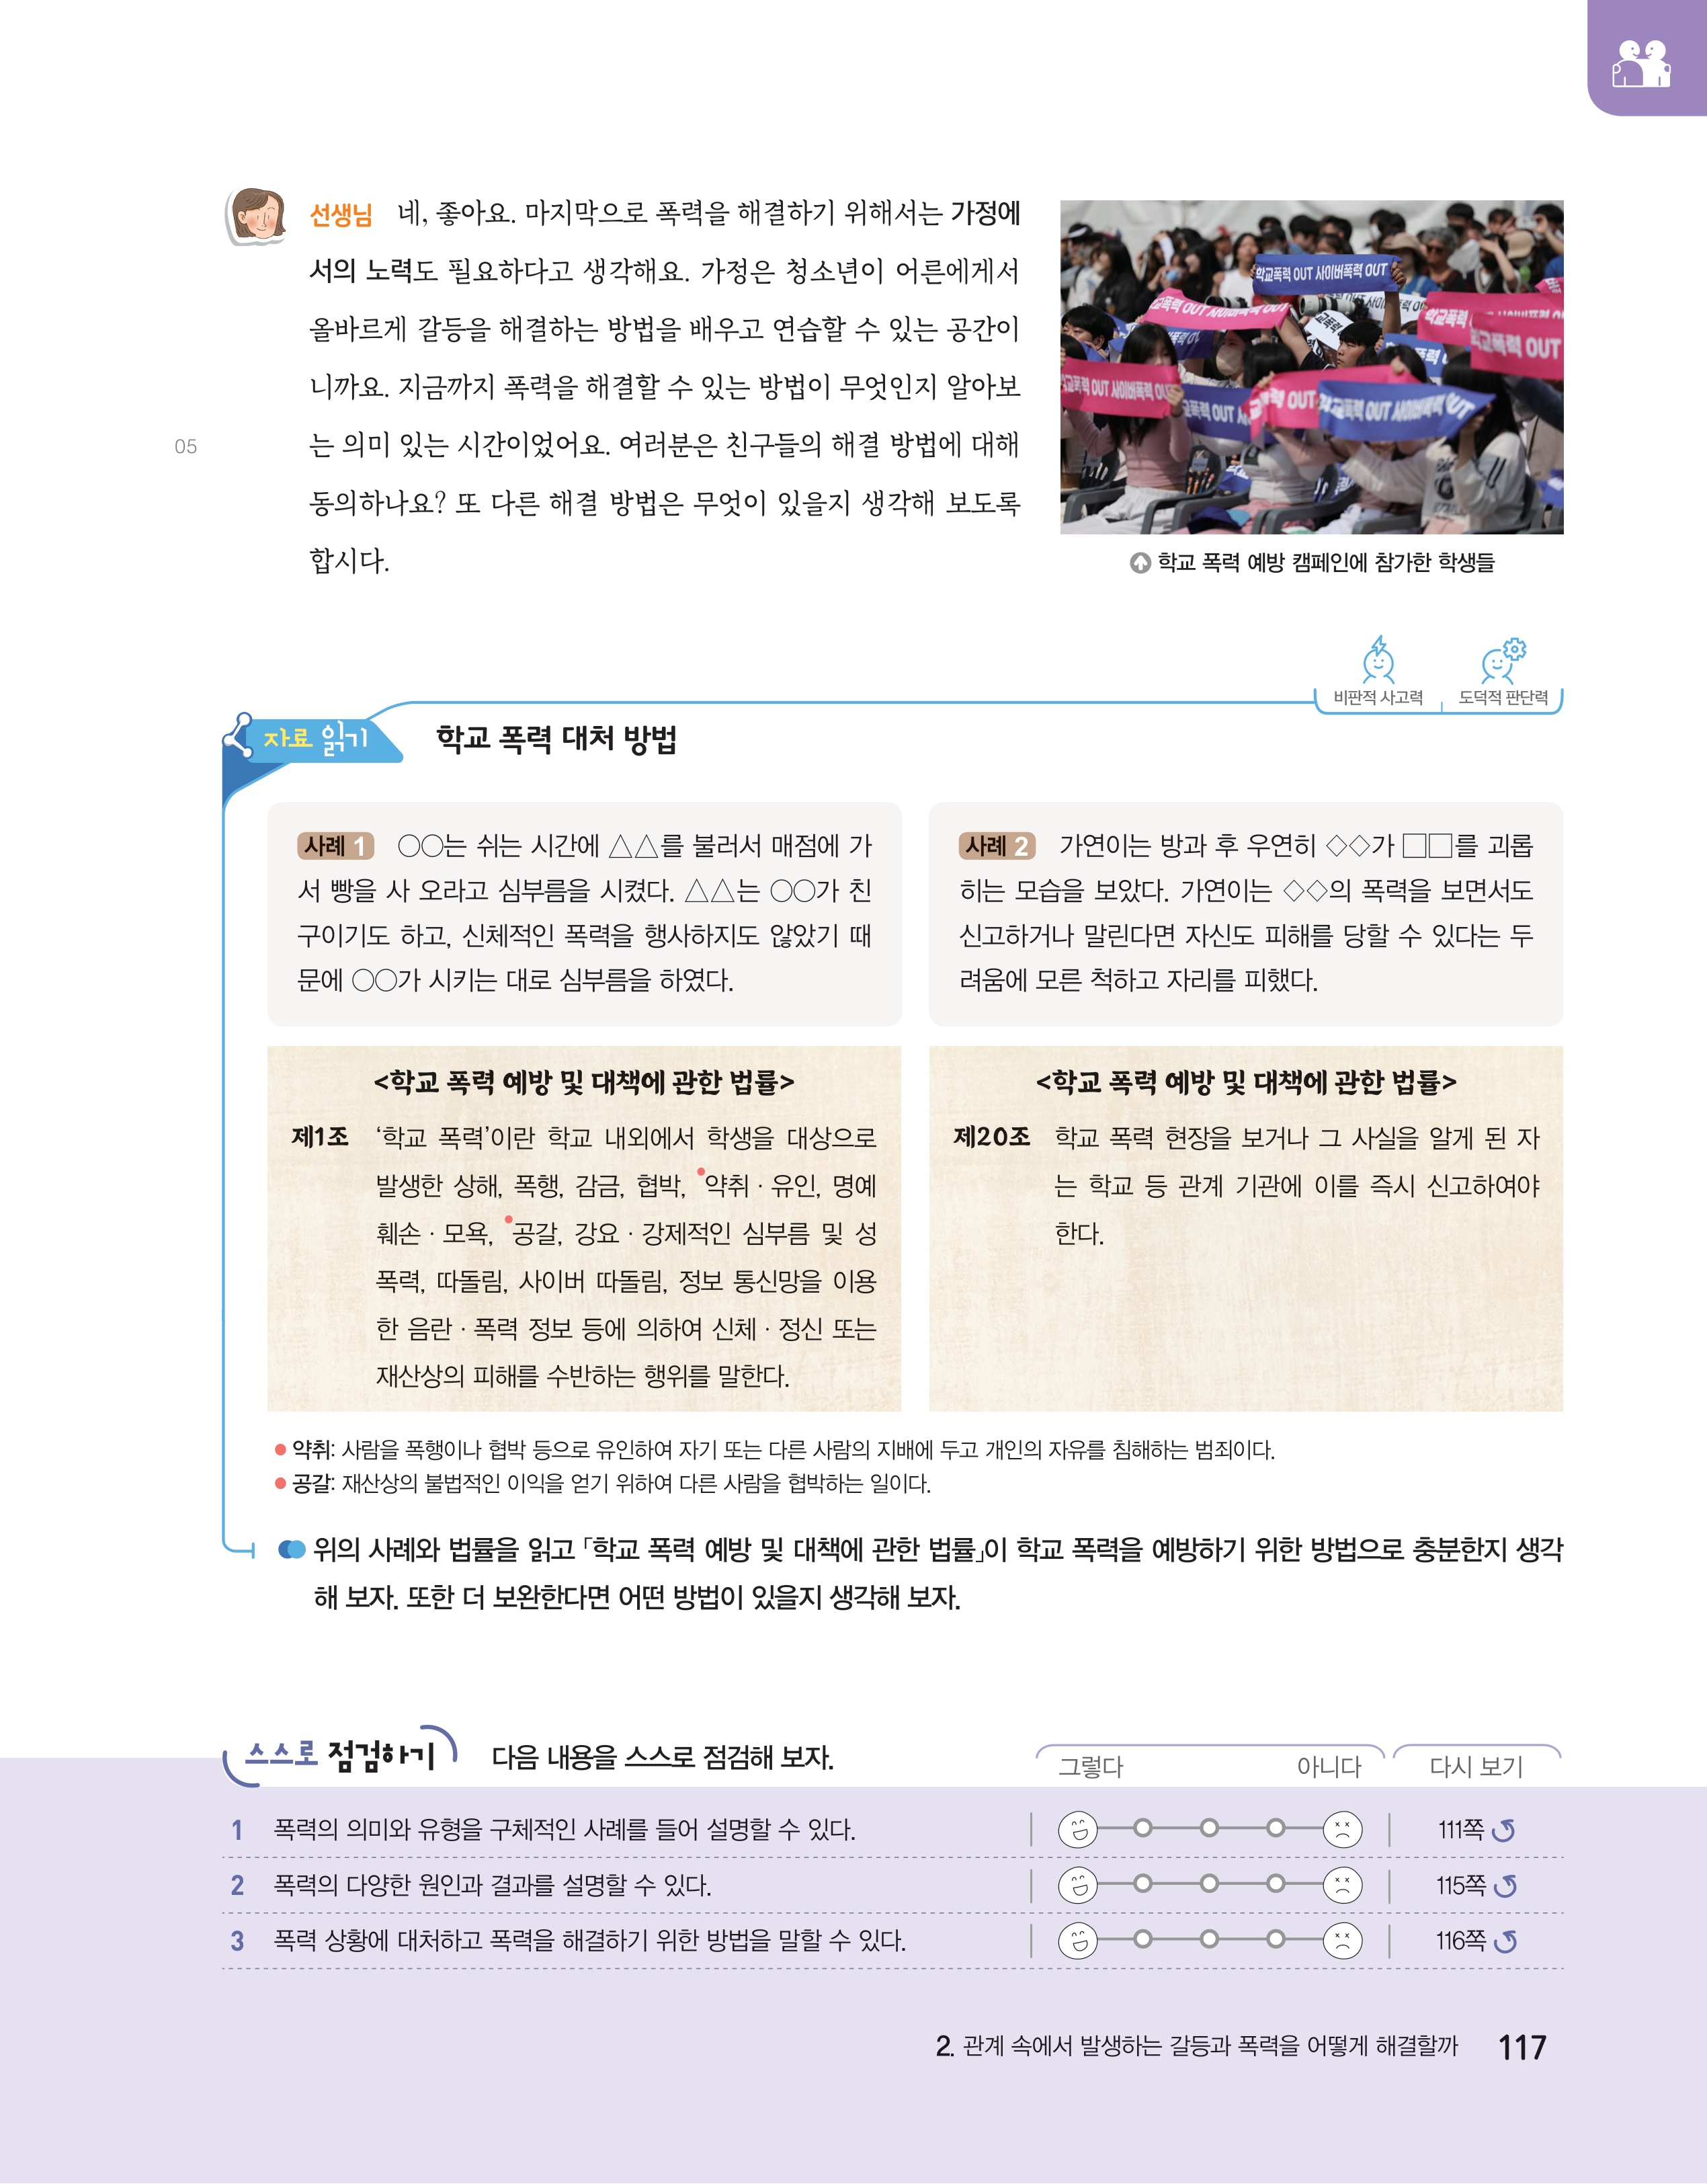 선생님 네, 좋아요. 마지막으로 폭력을 해결하기 위해서는 가정에
서의 노력도 필요하다고 생각해요. 가정은 청소년이 어른에게서
올바르게 갈등을 해결하는 방법을 배우고 연습할 수 있는 공간이
니까요. 지금까지 폭력을 해결할 수 있는 방법이 무엇인지 알아보
05
는 의미 있는 시간이었어요. 여러분은 친구들의 해결 방법에 대해
동의하나요? 또 다른 해결 방법은 무엇이 있을지 생각해 보도록
합시다.
학교폭력 OUT 사이버폭력 OUT
학교폭력 OUT 사이버폭력 OUT
학교 폭력 예방 캠페인에 참가한 학생들
비판적 사고력
도덕적 판단력
자료 읽기
학교 폭력 대처 방법
사례 1 ○○는 쉬는 시간에 △△를 불러서 매점에 가
서 빵을 사 오라고 심부름을 시켰다. △△는 ○○가 친
구이기도 하고, 신체적인 폭력을 행사하지도 않았기 때
문에 ○○가 시키는 대로 심부름을 하였다.
사례 2 가연이는 방과 후 우연히 ◇◇가 □□를 괴롭
히는 모습을 보았다. 가연이는 ◇◇의 폭력을 보면서도
신고하거나 말린다면 자신도 피해를 당할 수 있다는 두
려움에 모른 척하고 자리를 피했다.
<학교 폭력 예방 및 대책에 관한 법률>
제1조 ‘학교 폭력’이란 학교 내외에서 학생을 대상으로
발생한 상해, 폭행, 감금, 협박, 약취 · 유인, 명예
훼손 · 모욕, 공갈, 강요 · 강제적인 심부름 및 성
폭력, 따돌림, 사이버 따돌림, 정보 통신망을 이용
한 음란 · 폭력 정보 등에 의하여 신체 · 정신 또는
재산상의 피해를 수반하는 행위를 말한다.
<학교 폭력 예방 및 대책에 관한 법률>
제20조 학교 폭력 현장을 보거나 그 사실을 알게 된 자
는 학교 등 관계 기관에 이를 즉시 신고하여야
한다.
약취: 사람을 폭행이나 협박 등으로 유인하여 자기 또는 다른 사람의 지배에 두고 개인의 자유를 침해하는 범죄이다.
공갈: 재산상의 불법적인 이익을 얻기 위하여 다른 사람을 협박하는 일이다.
위의 사례와 법률을 읽고 「학교 폭력 예방 및 대책에 관한 법률」이 학교 폭력을 예방하기 위한 방법으로 충분한지 생각
해 보자. 또한 더 보완한다면 어떤 방법이 있을지 생각해 보자.
스스로 점검하기
다음 내용을 스스로 점검해 보자.
그렇다 아니다 다시 보기
1 폭력의 의미와 유형을 구체적인 사례를 들어 설명할 수 있다. 111쪽
2 폭력의 다양한 원인과 결과를 설명할 수 있다. 115쪽
3 폭력 상황에 대처하고 폭력을 해결하기 위한 방법을 말할 수 있다. 116쪽
2. 관계 속에서 발생하는 갈등과 폭력을 어떻게 해결할까 117